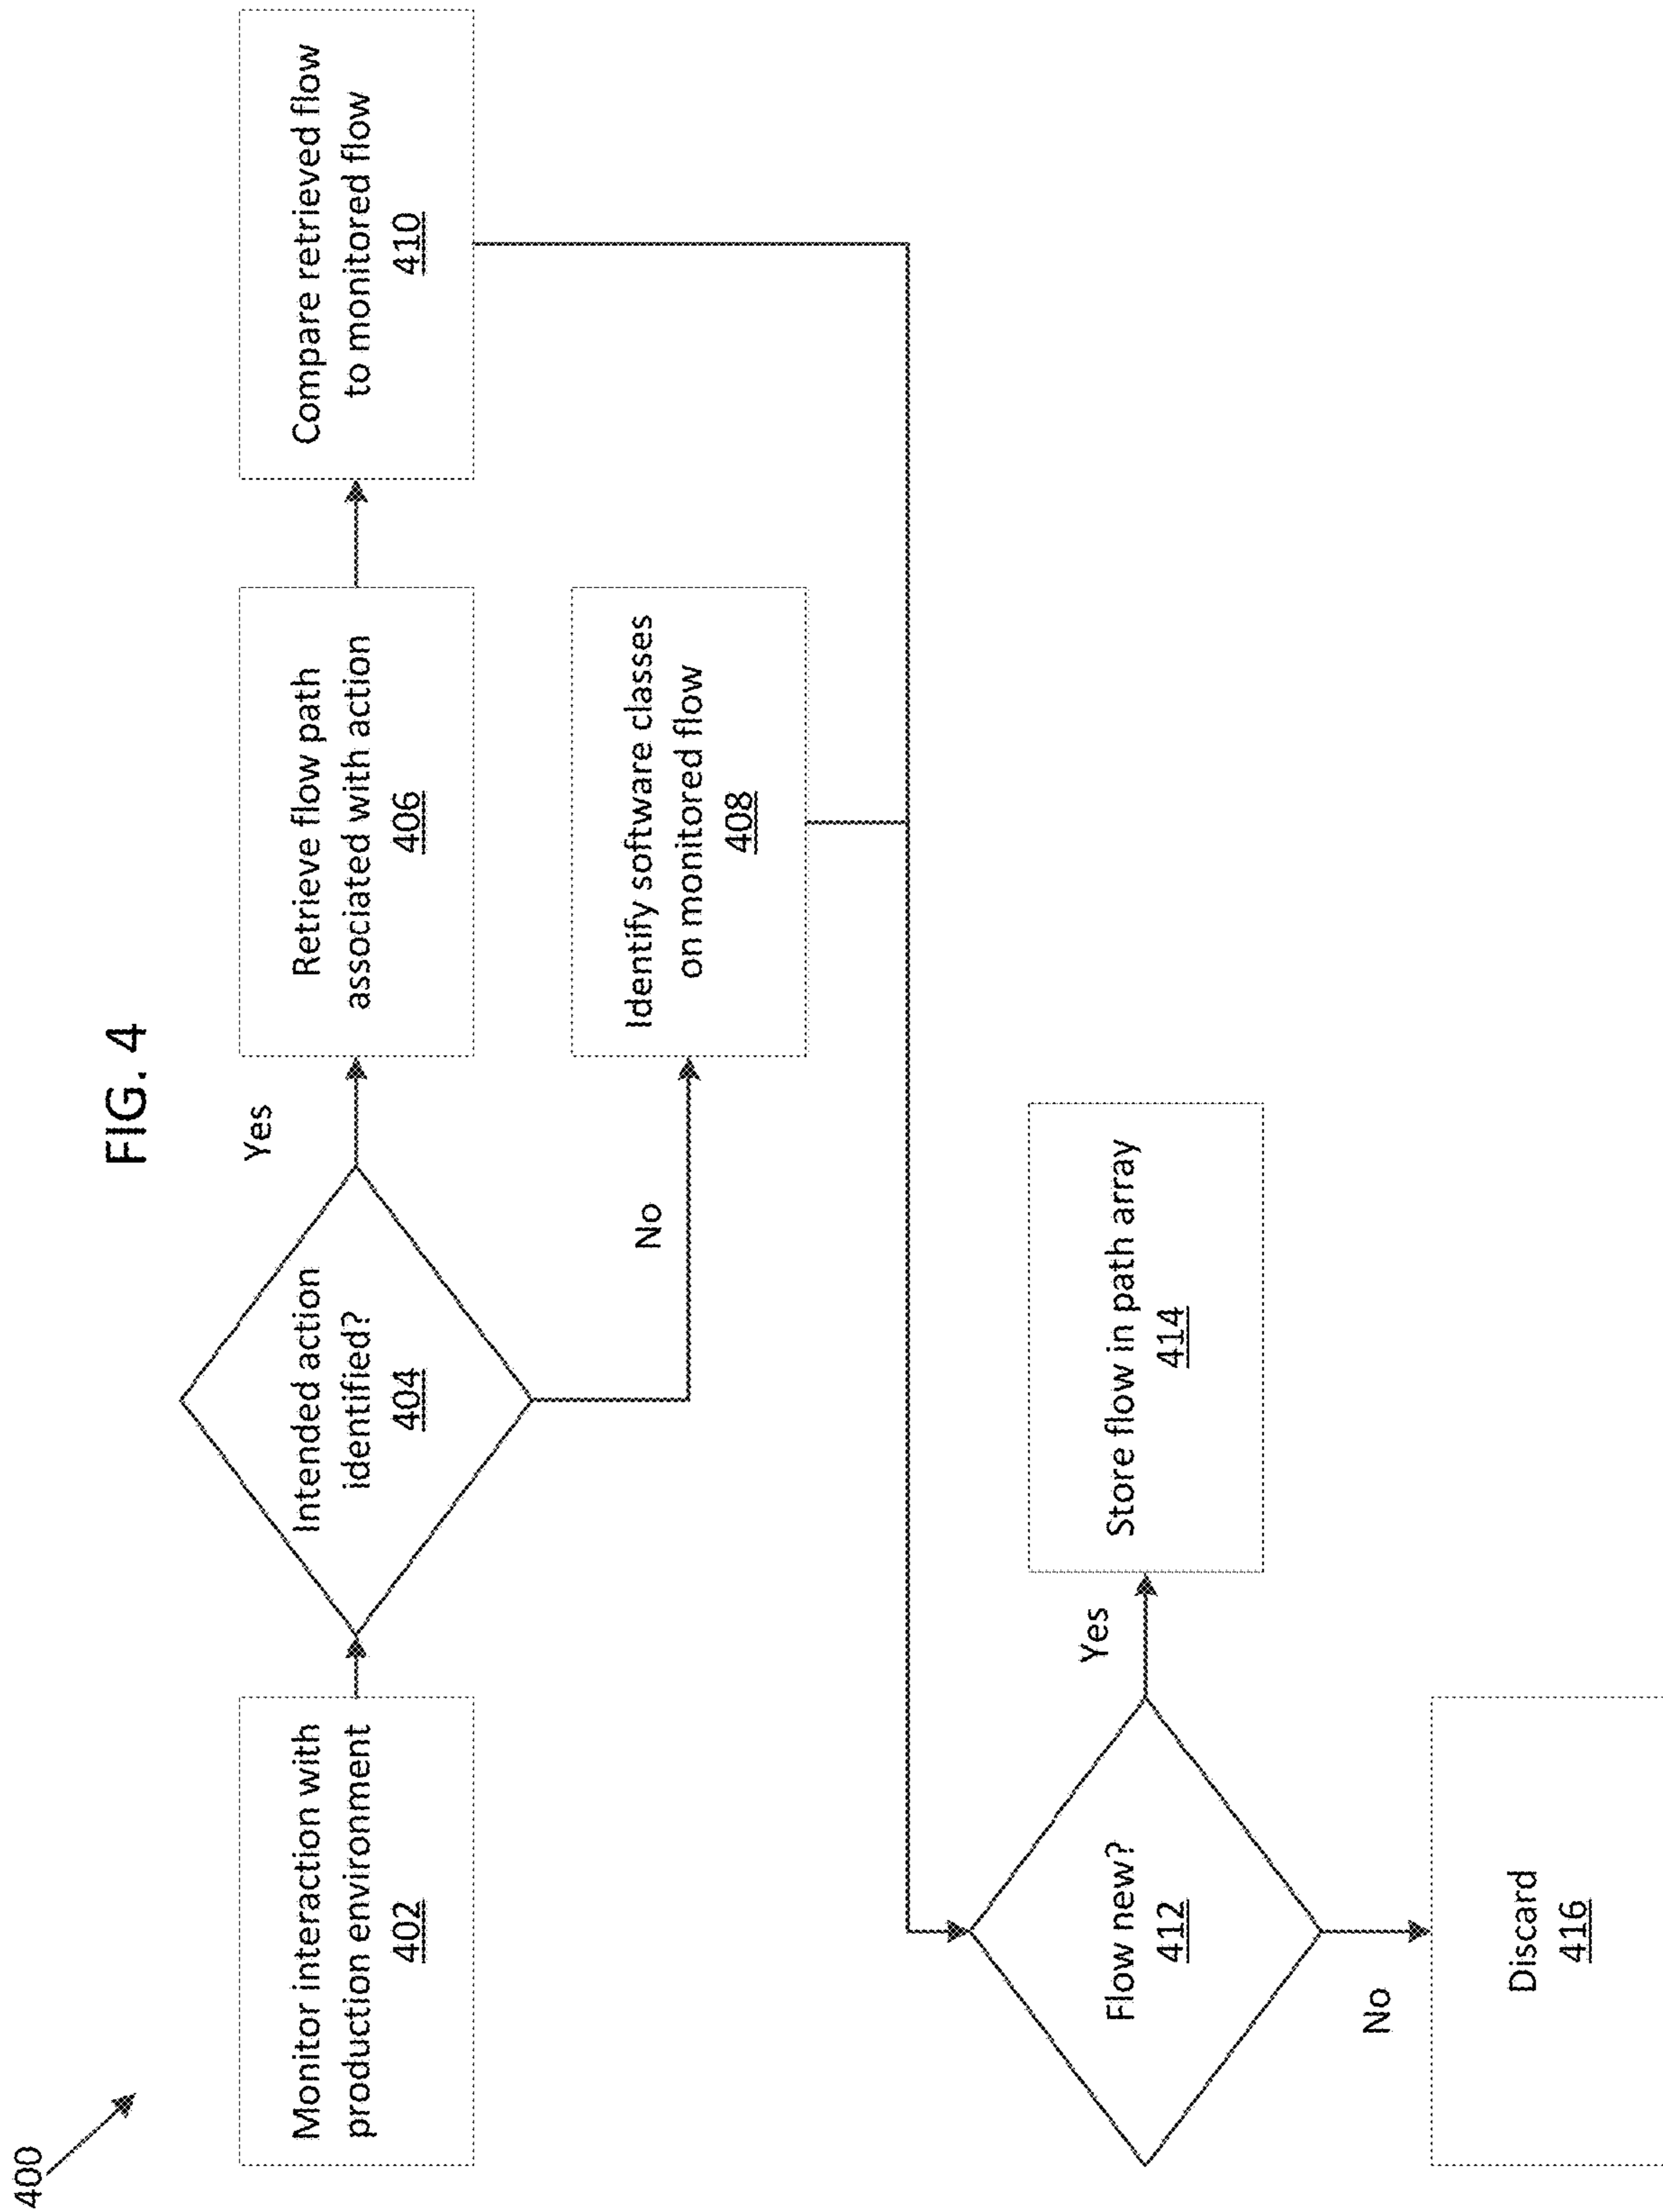 400
FIG. 4
Monitor interaction with
production environment
402
Intended action
identified?
404
Yes
No
Retrieve flow path
associated with action
406
Identify software classes
on monitored flow
408
Compare retrieved flow
to monitored flow
410
Flow new?
412
Yes
No
Store flow in path array
414
Discard
416